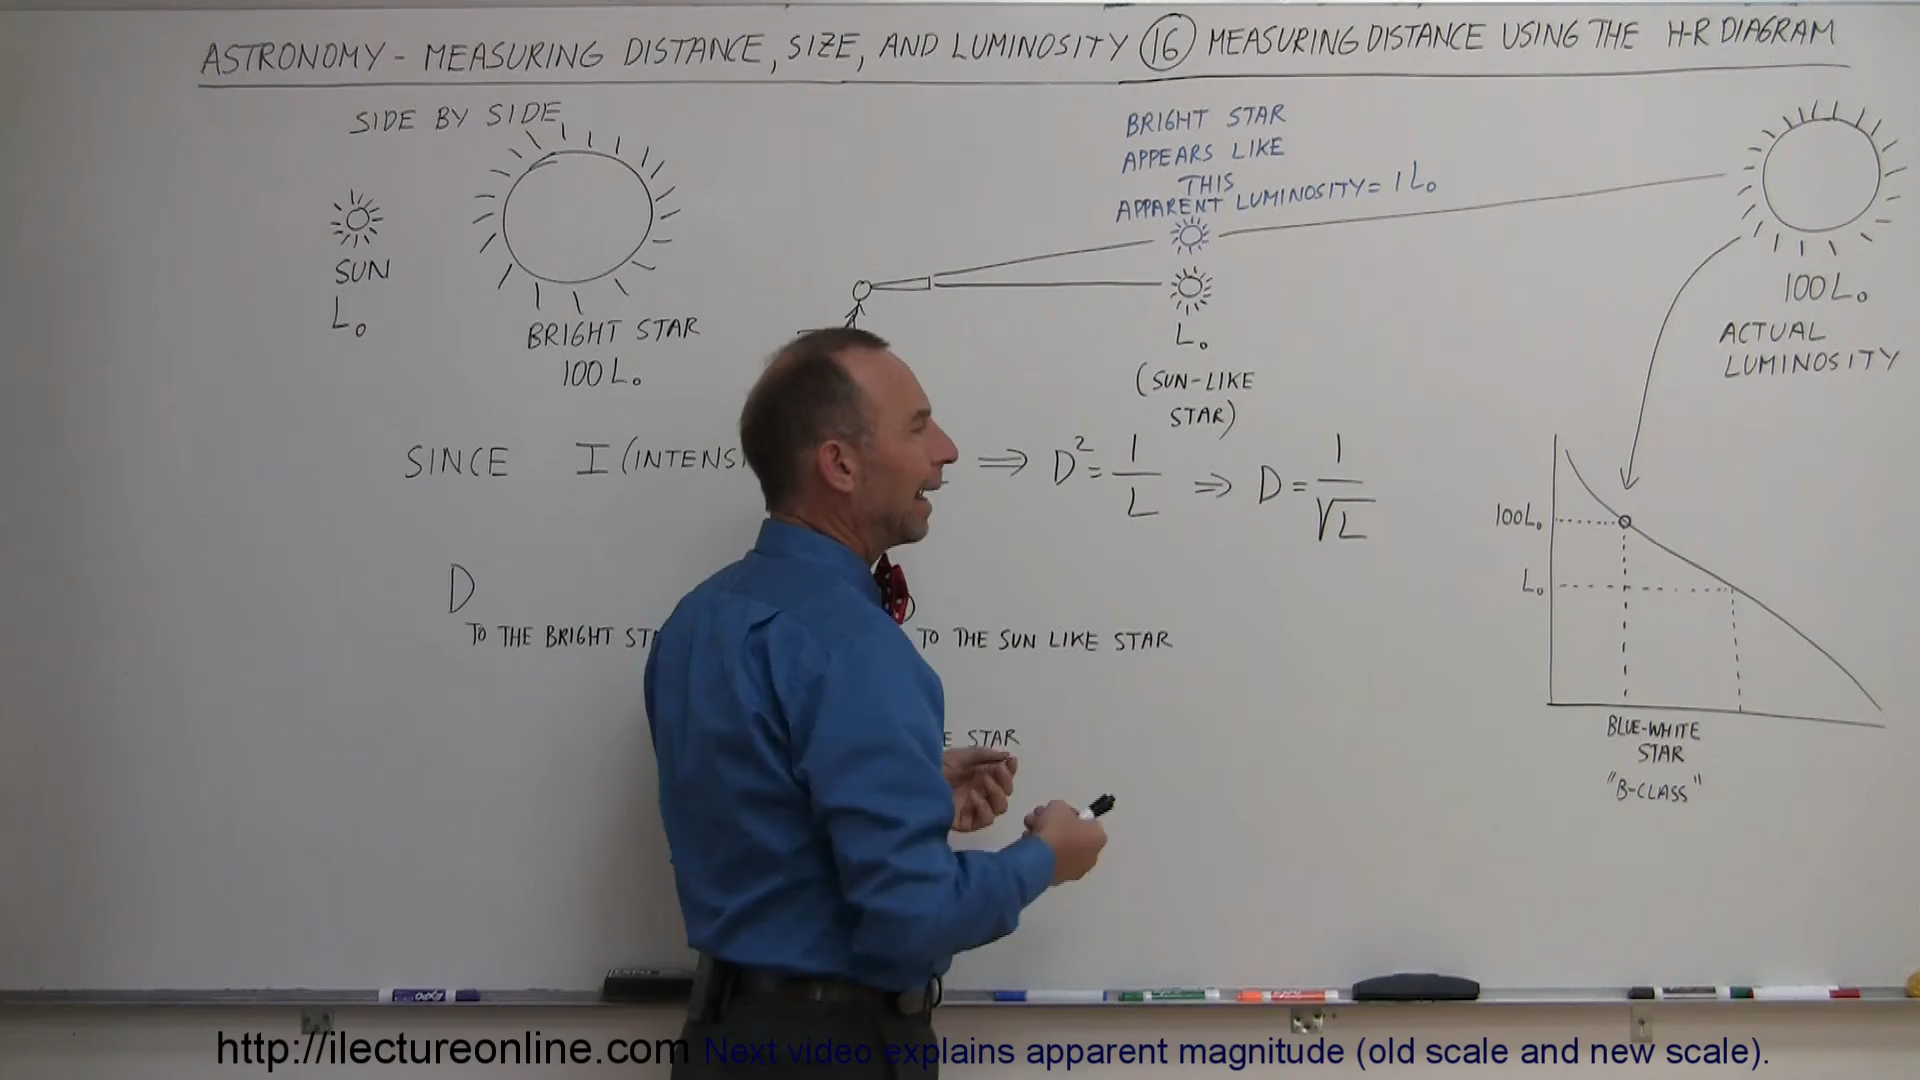 ASTRONOMY - MEASURING DISTANCE, SIZE, AND LUMINOSITY 16 MEASURING DISTANCE USING THE H-R DIAGRAM
SIDE BY SIDE
SUN
L₀
BRIGHT STAR
100 L₀
BRIGHT STAR
APPEARS LIKE
THIS
APPARENT LUMINOSITY = 1 L₀
L₀
(SUN-LIKE
STAR)
100 L₀
ACTUAL
LUMINOSITY
SINCE I (INTENSI
⇒ D² = 1/L ⇒ D = 1/√L
D
TO THE BRIGHT
TO THE SUN LIKE STAR
STAR
100L₀
L₀
BLUE-WHITE
STAR
"B-CLASS"
EXPO
http://ilectureonline.com Next video explains apparent magnitude (old scale and new scale).